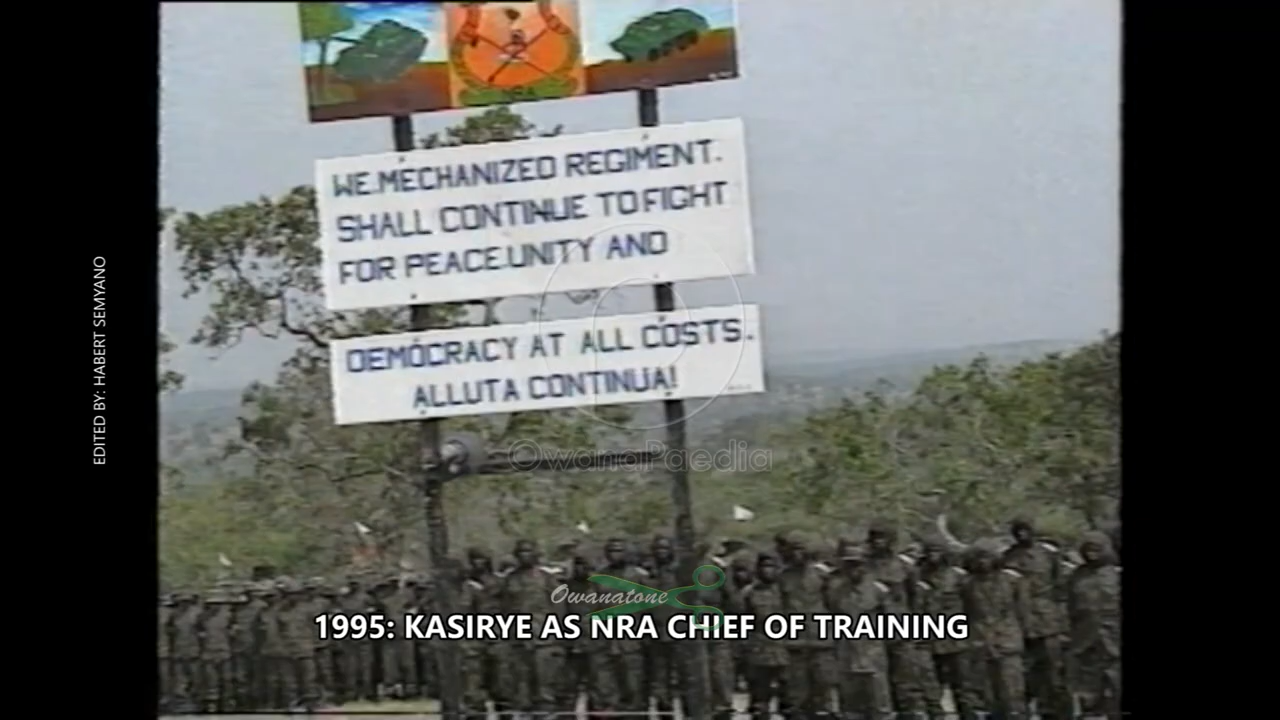 NRA
WE.MECHANIZED REGIMENT.
SHALL CONTINUE TO FIGHT
FOR PEACE.UNITY AND
DEMOCRACY AT ALL COSTS.
ALLUTA CONTINUA!
EDITED BY: HABERT SEMYANO
OwanaPaedia
Owanatone
1995: KASIRYE AS NRA CHIEF OF TRAINING